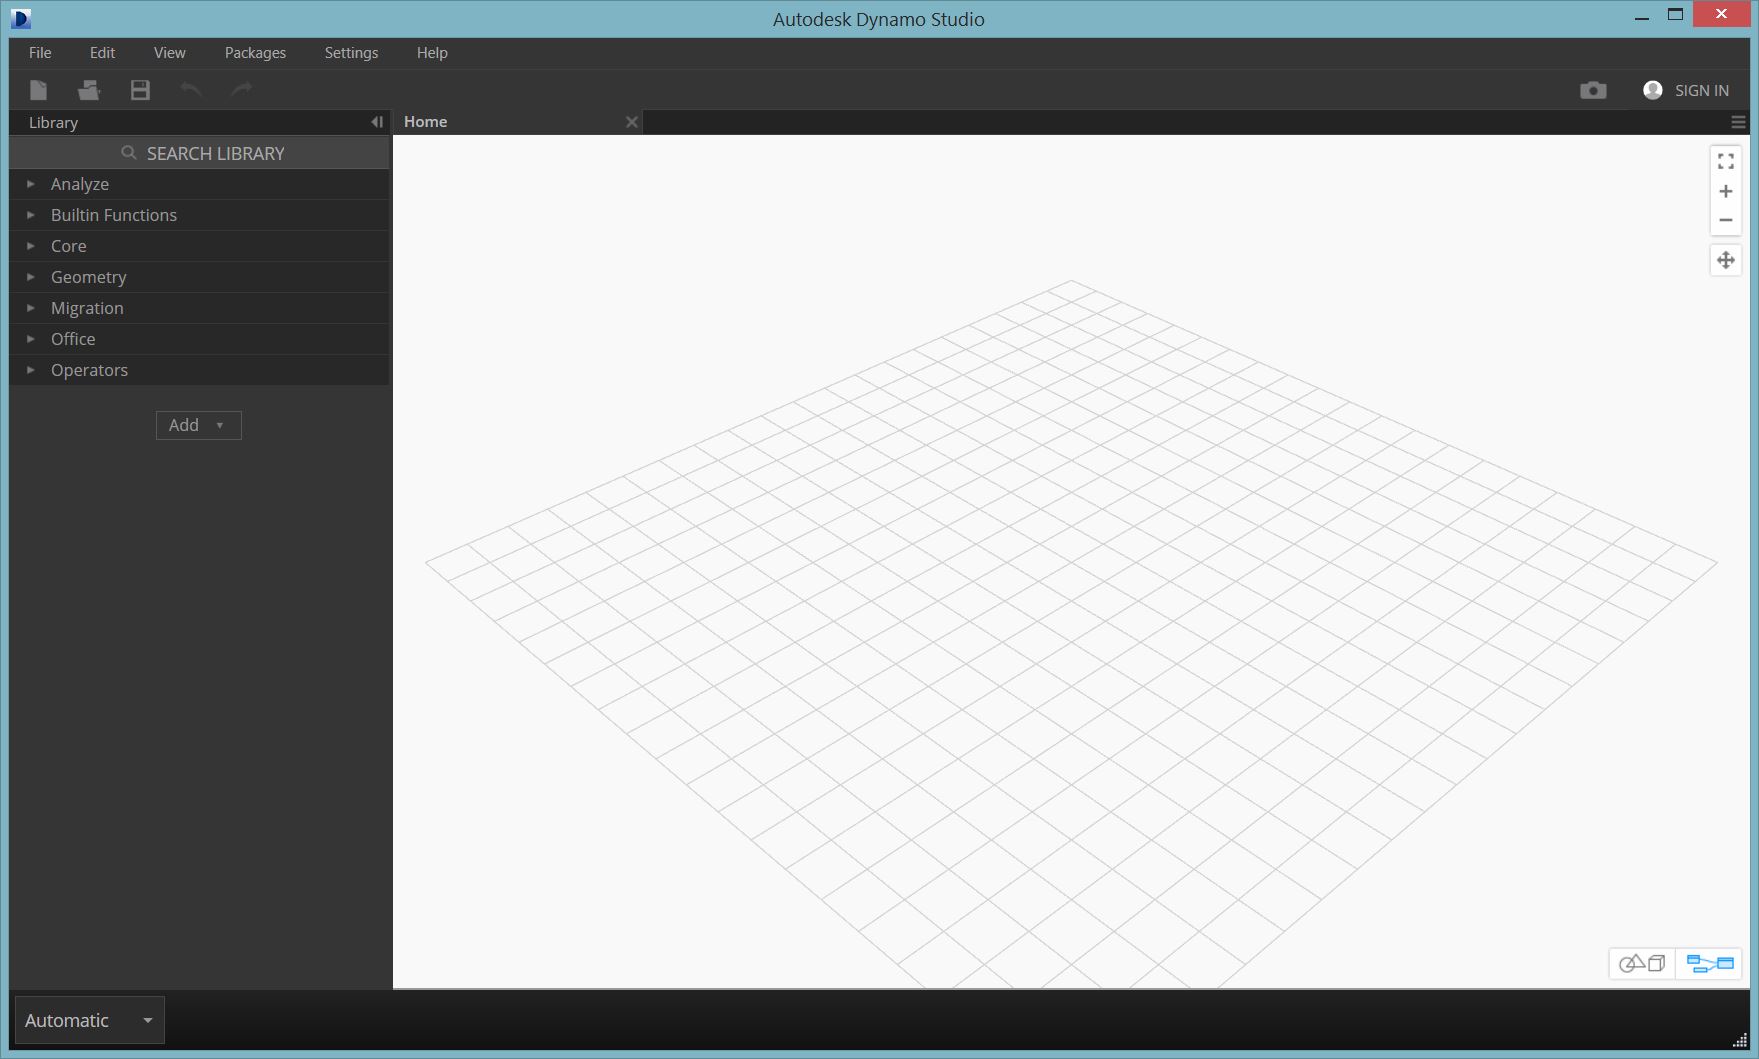 Autodesk Dynamo Studio
File Edit View Packages Settings Help
SIGN IN
Library
Home
SEARCH LIBRARY
Analyze
Builtin Functions
Core
Geometry
Migration
Office
Operators
Add
Automatic